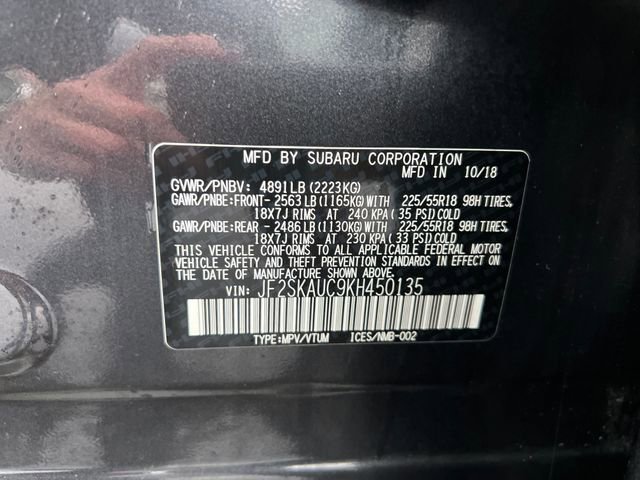 MFD BY SUBARU CORPORATION
MFD IN 10/18
GVWR/PNBV: 4891LB (2223KG)
GAWR/PNBE:FRONT- 2563 LB (1165KG) WITH 225/55R18 98H TIRES,
18X7J RIMS AT 240 KPA ( 35 PSI) COLD
GAWR/PNBE:REAR - 2486 LB (1130KG) WITH 225/55R18 98H TIRES,
18X7J RIMS AT 230 KPA ( 33 PSI) COLD
THIS VEHICLE CONFORMS TO ALL APPLICABLE FEDERAL MOTOR
VEHICLE SAFETY AND THEFT PREVENTION STANDARDS IN EFFECT
ON THE DATE OF MANUFACTURE SHOWN ABOVE.
VIN: JF2SKAUC9KH450135
TYPE:MPV/VTUM ICES/NMB-002